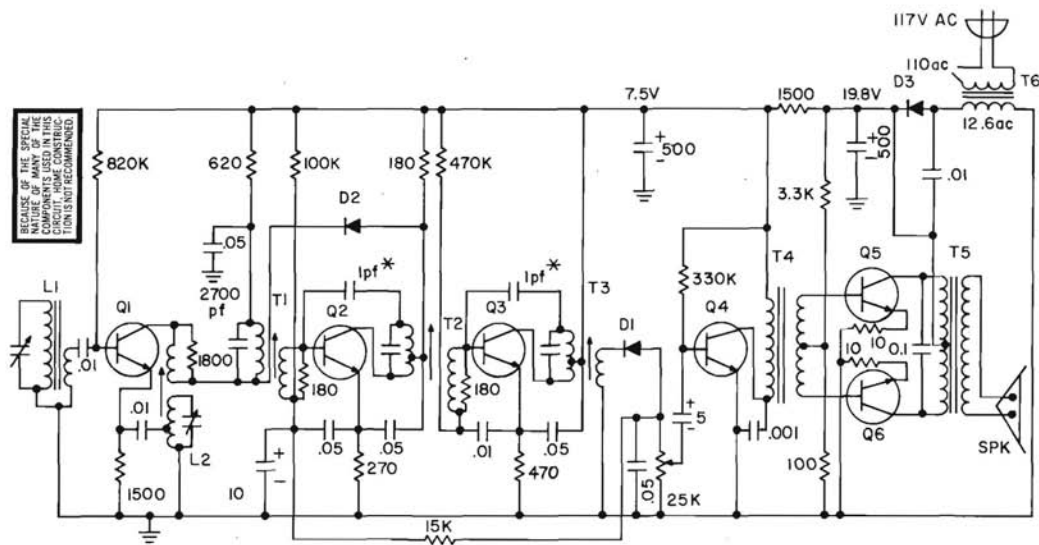 117V AC
110ac
T6
D3
12.6ac
7.5V
1500
19.8V
+
500
-
+
500
-
.01
BECAUSE OF THE SPECIAL
NATURE OF MANY OF THE
COMPONENTS USED IN THIS
CIRCUIT, HOME CONSTRUC-
TION IS NOT RECOMMENDED.
820K
620
100K
180
470K
3.3K
D2
.05
2700
pf
1pf*
1pf*
T1
T2
T3
T4
T5
L1
Q1
Q2
Q3
D1
330K
Q4
Q5
10
10
0.1
Q6
.01
1800
180
180
+
5
-
.01
L2
.05
.05
.01
.05
.001
SPK
1500
+
10
-
270
470
.05
25K
100
15K